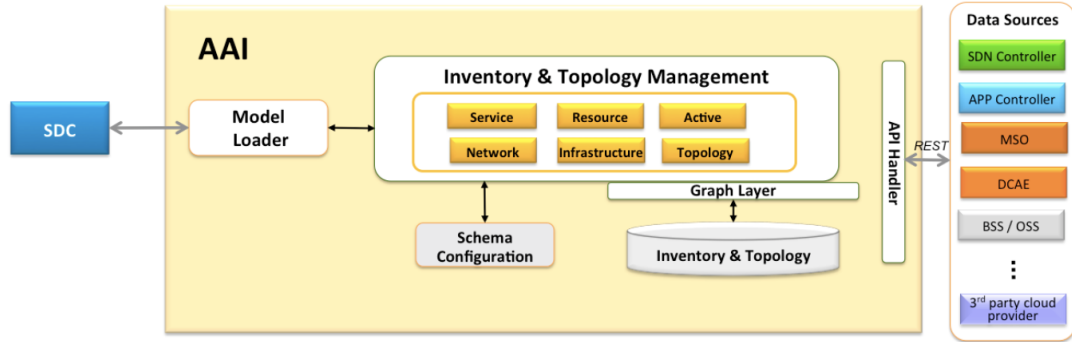 AAI
SDC
Model
Loader
Inventory & Topology Management
Service
Resource
Active
Network
Infrastructure
Topology
Graph Layer
Schema
Configuration
Inventory & Topology
API Handler
REST
Data Sources
SDN Controller
APP Controller
MSO
DCAE
BSS / OSS
⋮
3rd party cloud
provider